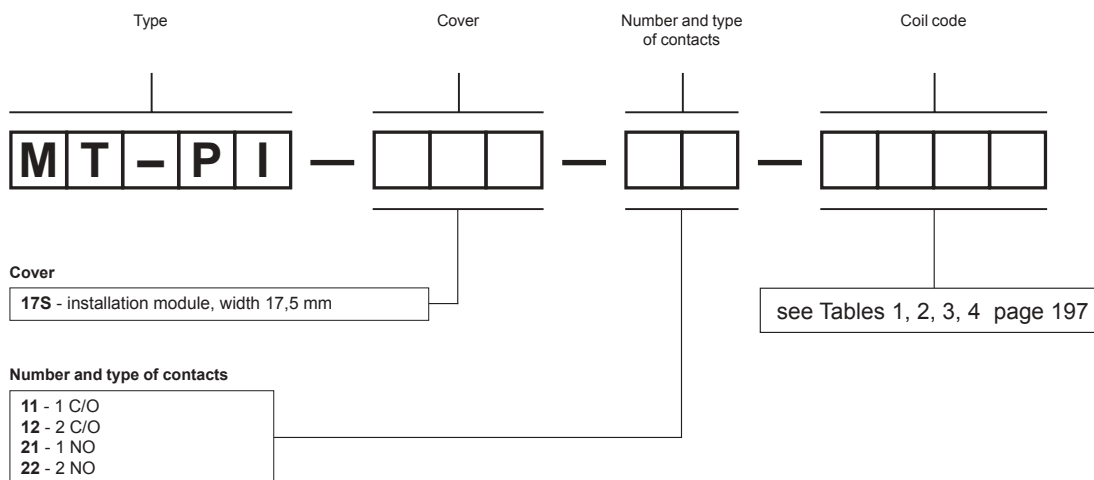 Type
Cover
Number and type
of contacts
Coil code
MT-PI — — —
Cover
17S - installation module, width 17,5 mm
see Tables 1, 2, 3, 4 page 197
Number and type of contacts
11 - 1 C/O
12 - 2 C/O
21 - 1 NO
22 - 2 NO